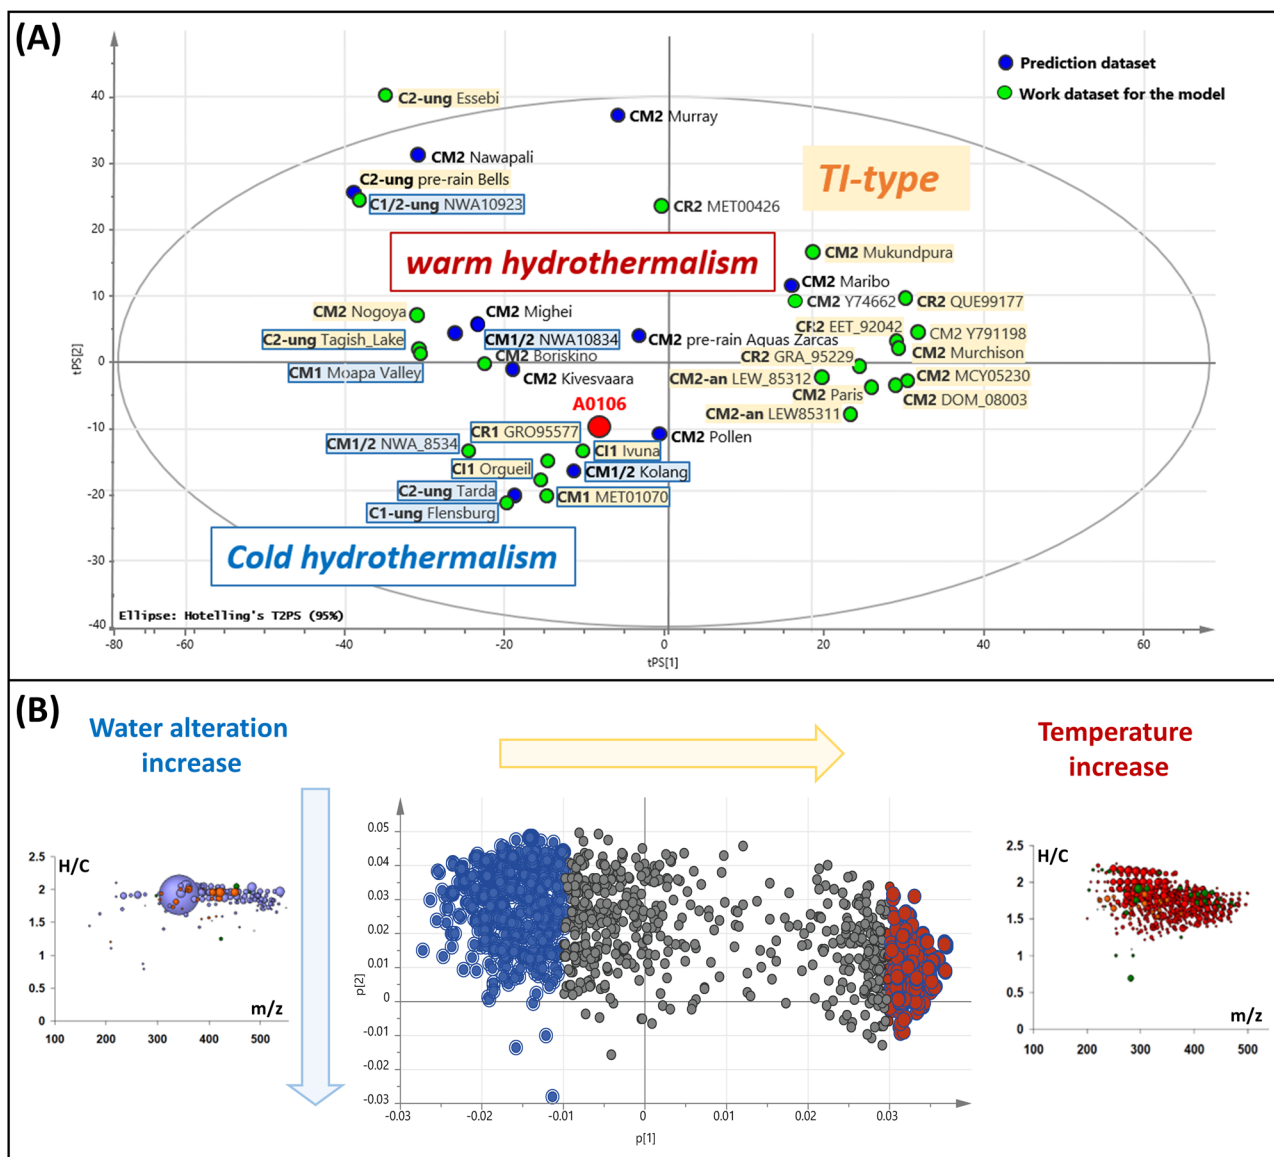 (A)
Prediction dataset
Work dataset for the model
C2-ung Essebi
CM2 Murray
CM2 Nawapali
C2-ung pre-rain Bells
C1/2-ung NWA10923
TI-type
CR2 MET00426
warm hydrothermalism
CM2 Mukundpura
CM2 Maribo
CM2 Y74662
CR2 QUE99177
CM2 Nogoya
CM2 Mighei
CR2 EET_92042
CM2 Y791198
C2-ung Tagish_Lake
CM1/2 NWA10834
CM2 pre-rain Aguas Zarcas
CM2 Boriskino
CR2 GRA_95229
CM2 Murchison
CM1 Moapa Valley
CM2 Kivesvaara
CM2-an LEW_85312
CM2 MCY05230
CM2 Paris
CM2 DOM_08003
A0106
CM2-an LEW85311
CR1 GRO95577
CM2 Pollen
CM1/2 NWA_8534
CI1 Ivuna
CI1 Orgueil
CM1/2 Kolang
C2-ung Tarda
CM1 MET01070
C1-ung Flensburg
Cold hydrothermalism
Ellipse: Hotelling's T2PS (95%)
tPS[2]
40
30
20
10
0
-10
-20
-30
-40
-80
-60
-40
-20
0
20
40
60
tPS[1]
(B)
Water alteration
increase
Temperature
increase
H/C
2.5
2
1.5
1
0.5
0
m/z
100
200
300
400
500
p[2]
0.05
0.04
0.03
0.02
0.01
0
-0.01
-0.02
-0.03
-0.03
-0.02
-0.01
0
0.01
0.02
0.03
p[1]
H/C
2.5
2
1.5
1
0.5
0
m/z
100
200
300
400
500